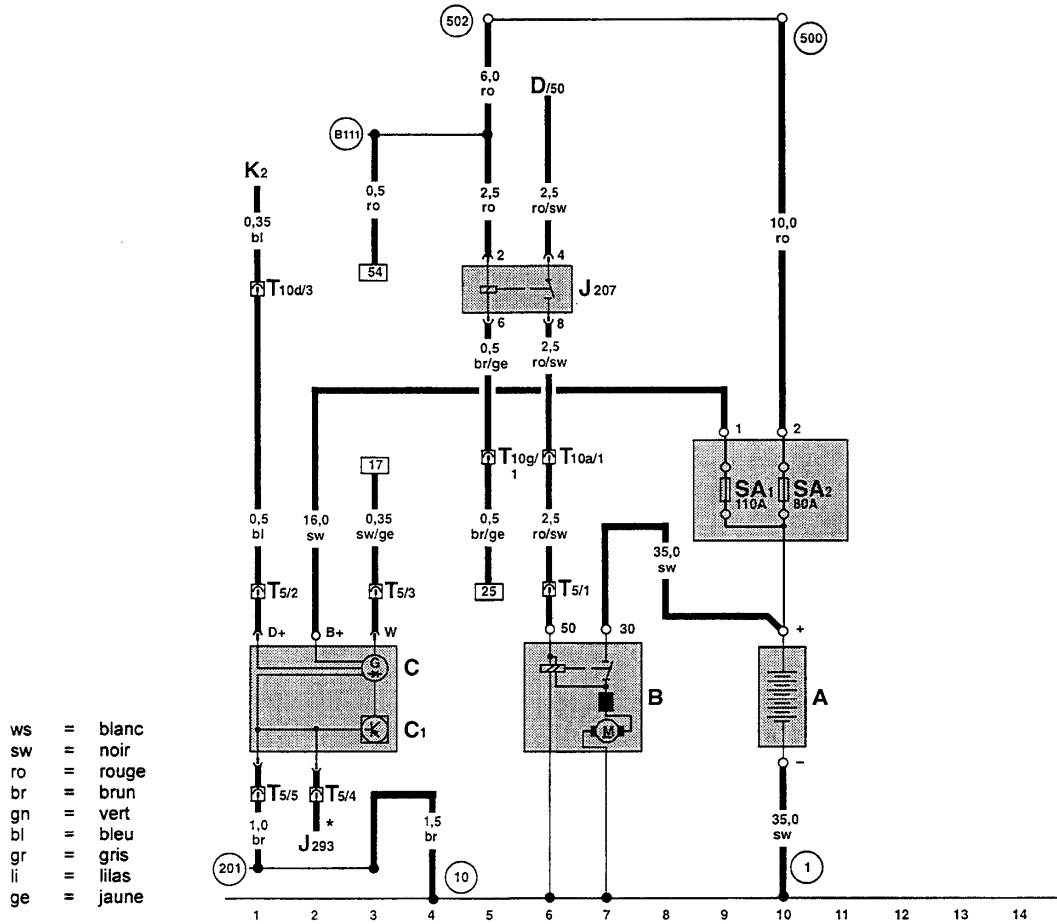 502
500
6,0
ro
D/50
B111
K2
0,5
ro
2,5
ro
2,5
ro/sw
0,35
bl
10,0
ro
54
2
4
T10d/3
J207
6
8
0,5
br/ge
2,5
ro/sw
1
2
T10g/1
T10a/1
17
SA1
110A
SA2
80A
0,5
bl
16,0
sw
0,35
sw/ge
0,5
br/ge
2,5
ro/sw
35,0
sw
T5/2
T5/3
25
T5/1
D+
B+
W
50
30
+
G
C
C1
B
M
A
ws = blanc
sw = noir
ro = rouge
br = brun
gn = vert
bl = bleu
gr = gris
li = lilas
ge = jaune
−
T5/5
T5/4
*
J293
1,0
br
1,5
br
35,0
sw
201
10
1
1 2 3 4 5 6 7 8 9 10 11 12 13 14